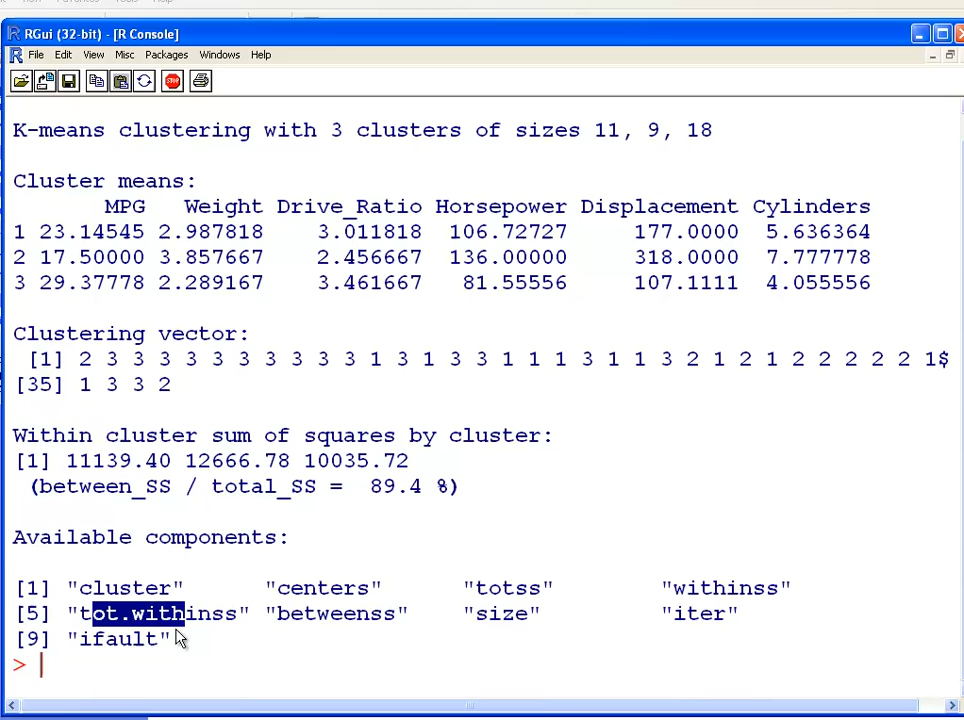 RGui (32-bit) - [R Console]
File Edit View Misc Packages Windows Help
STOP
K-means clustering with 3 clusters of sizes 11, 9, 18
Cluster means:
MPG Weight Drive_Ratio Horsepower Displacement Cylinders
1 23.14545 2.987818 3.011818 106.72727 177.0000 5.636364
2 17.50000 3.857667 2.456667 136.00000 318.0000 7.777778
3 29.37778 2.289167 3.461667 81.55556 107.1111 4.055556
Clustering vector:
[1] 2 3 3 3 3 3 3 3 3 3 3 1 3 1 3 3 1 1 1 3 1 1 3 2 1 2 1 2 2 2 2 2 1$
[35] 1 3 3 2
Within cluster sum of squares by cluster:
[1] 11139.40 12666.78 10035.72
(between_SS / total_SS = 89.4 %)
Available components:
[1] "cluster" "centers" "totss" "withinss"
[5] "tot.withinss" "betweenss" "size" "iter"
[9] "ifault"
>